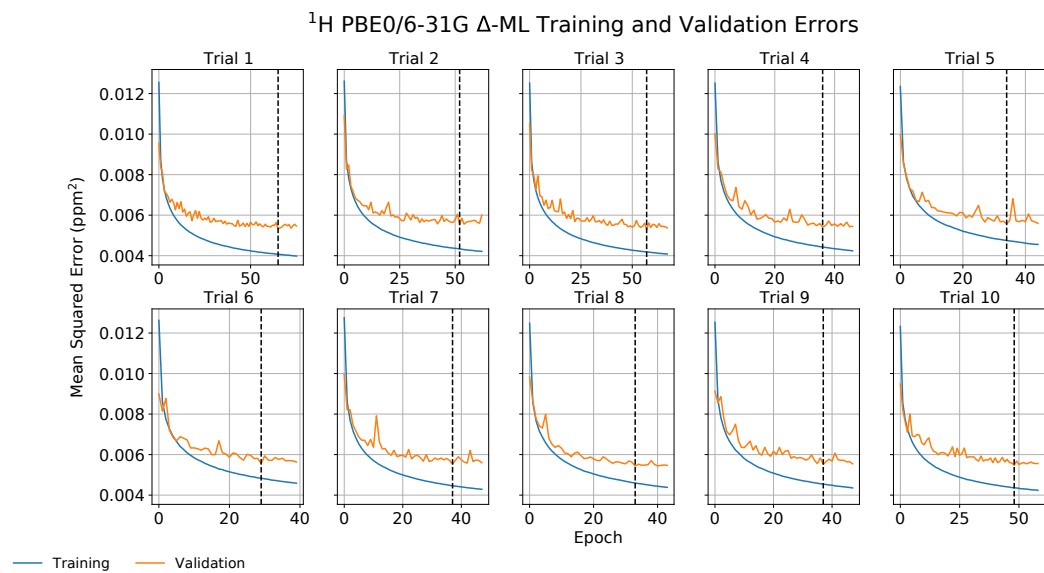 ¹H PBE0/6-31G Δ-ML Training and Validation Errors
Trial 1 Trial 2 Trial 3 Trial 4 Trial 5
0.012
0.010
0.008
0.006
0.004
0 50 0 25 50 0 25 50 0 20 40 0 20 40
Mean Squared Error (ppm²)
Trial 6 Trial 7 Trial 8 Trial 9 Trial 10
0.012
0.010
0.008
0.006
0.004
0 20 40 0 20 40 0 20 40 0 20 40 0 25 50
Epoch
Training Validation